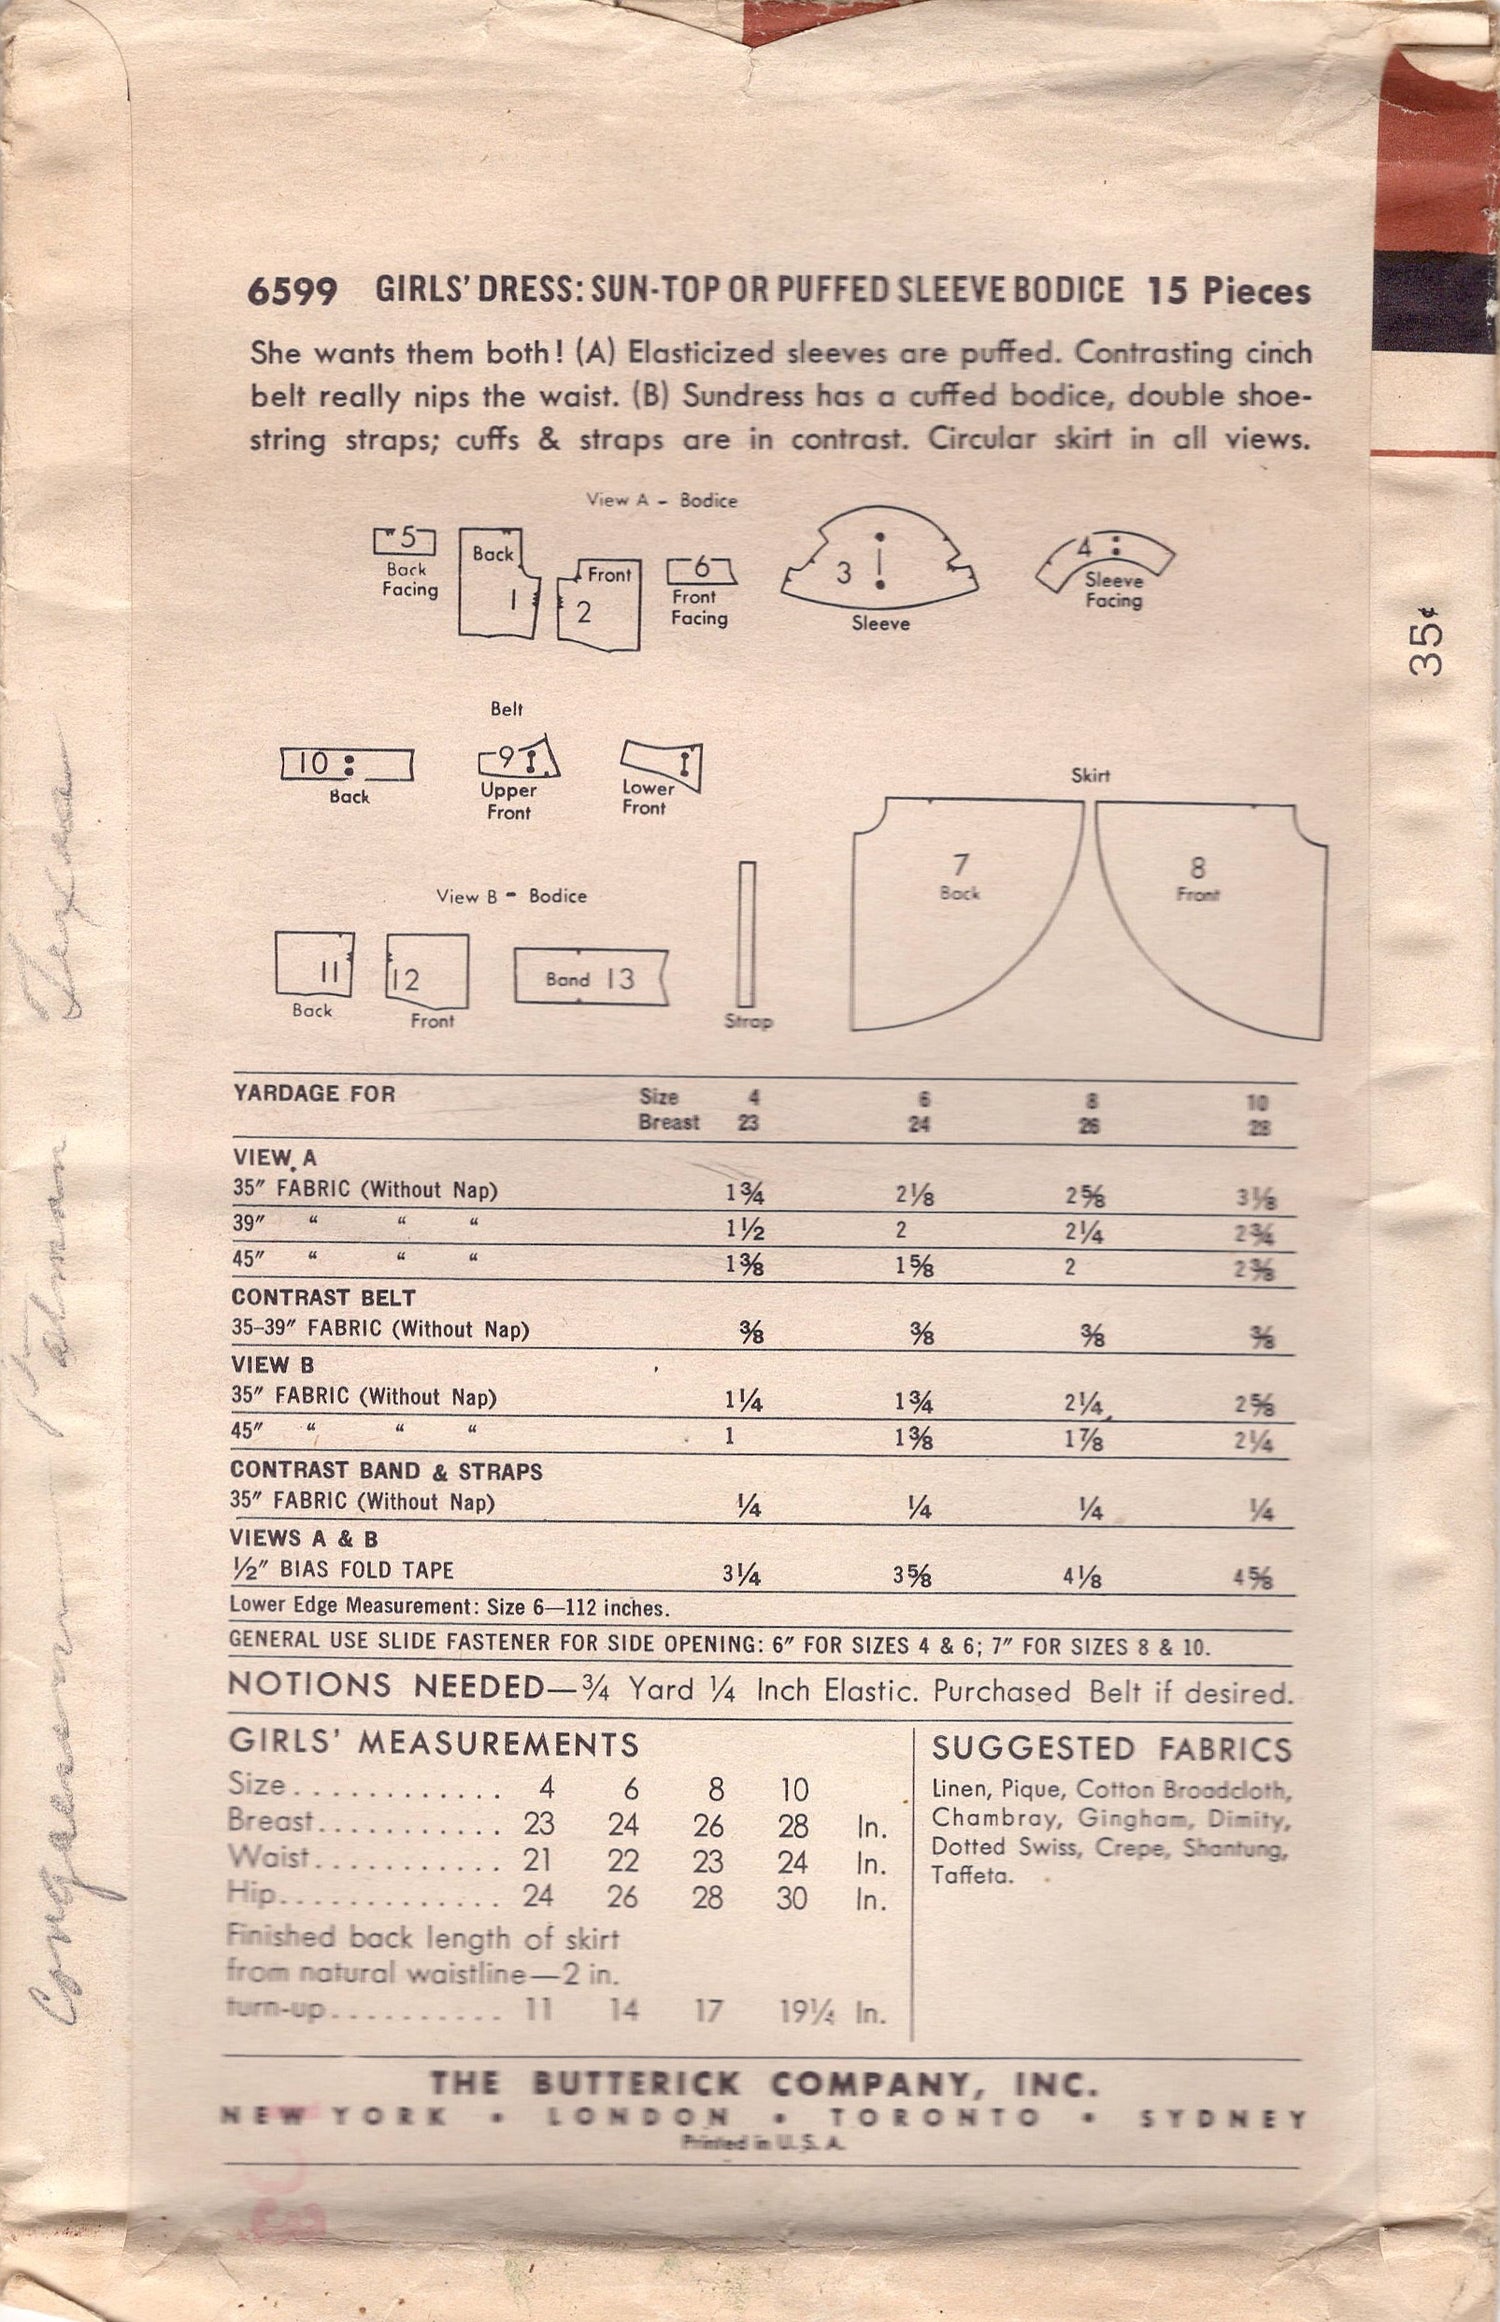 6599 GIRLS' DRESS: SUN-TOP OR PUFFED SLEEVE BODICE 15 Pieces
She wants them both! (A) Elasticized sleeves are puffed. Contrasting cinch
belt really nips the waist. (B) Sundress has a cuffed bodice, double shoe-
string straps; cuffs & straps are in contrast. Circular skirt in all views.
View A - Bodice
5
Back
Facing
Back
1
Front
2
6
Front
Facing
3
Sleeve
4
Sleeve
Facing
35¢
Belt
10
Back
9
Upper
Front
Lower
Front
Skirt
7
Back
8
Front
View B - Bodice
11
Back
12
Front
Band 13
Strap
YARDAGE FOR Size 4 6 8 10
Breast 23 24 26 28
VIEW A
35" FABRIC (Without Nap) 1¾ 2⅛ 2⅝ 3⅛
39" " " " 1½ 2 2¼ 2¾
45" " " " 1⅜ 1⅝ 2 2⅜
CONTRAST BELT
35–39" FABRIC (Without Nap) ⅜ ⅜ ⅜ ⅜
VIEW B
35" FABRIC (Without Nap) 1¼ 1¾ 2¼ 2⅝
45" " " " 1 1⅜ 1⅞ 2¼
CONTRAST BAND & STRAPS
35" FABRIC (Without Nap) ¼ ¼ ¼ ¼
VIEWS A & B
½" BIAS FOLD TAPE 3¼ 3⅝ 4⅛ 4⅝
Lower Edge Measurement: Size 6—112 inches.
GENERAL USE SLIDE FASTENER FOR SIDE OPENING: 6" FOR SIZES 4 & 6; 7" FOR SIZES 8 & 10.
NOTIONS NEEDED—¾ Yard ¼ Inch Elastic. Purchased Belt if desired.
GIRLS' MEASUREMENTS
Size............ 4 6 8 10
Breast........... 23 24 26 28 In.
Waist............ 21 22 23 24 In.
Hip............. 24 26 28 30 In.
Finished back length of skirt
from natural waistline—2 in.
turn-up.......... 11 14 17 19¼ In.
SUGGESTED FABRICS
Linen, Pique, Cotton Broadcloth,
Chambray, Gingham, Dimity,
Dotted Swiss, Crepe, Shantung,
Taffeta.
THE BUTTERICK COMPANY, INC.
NEW YORK • LONDON • TORONTO • SYDNEY
Printed in U. S. A.